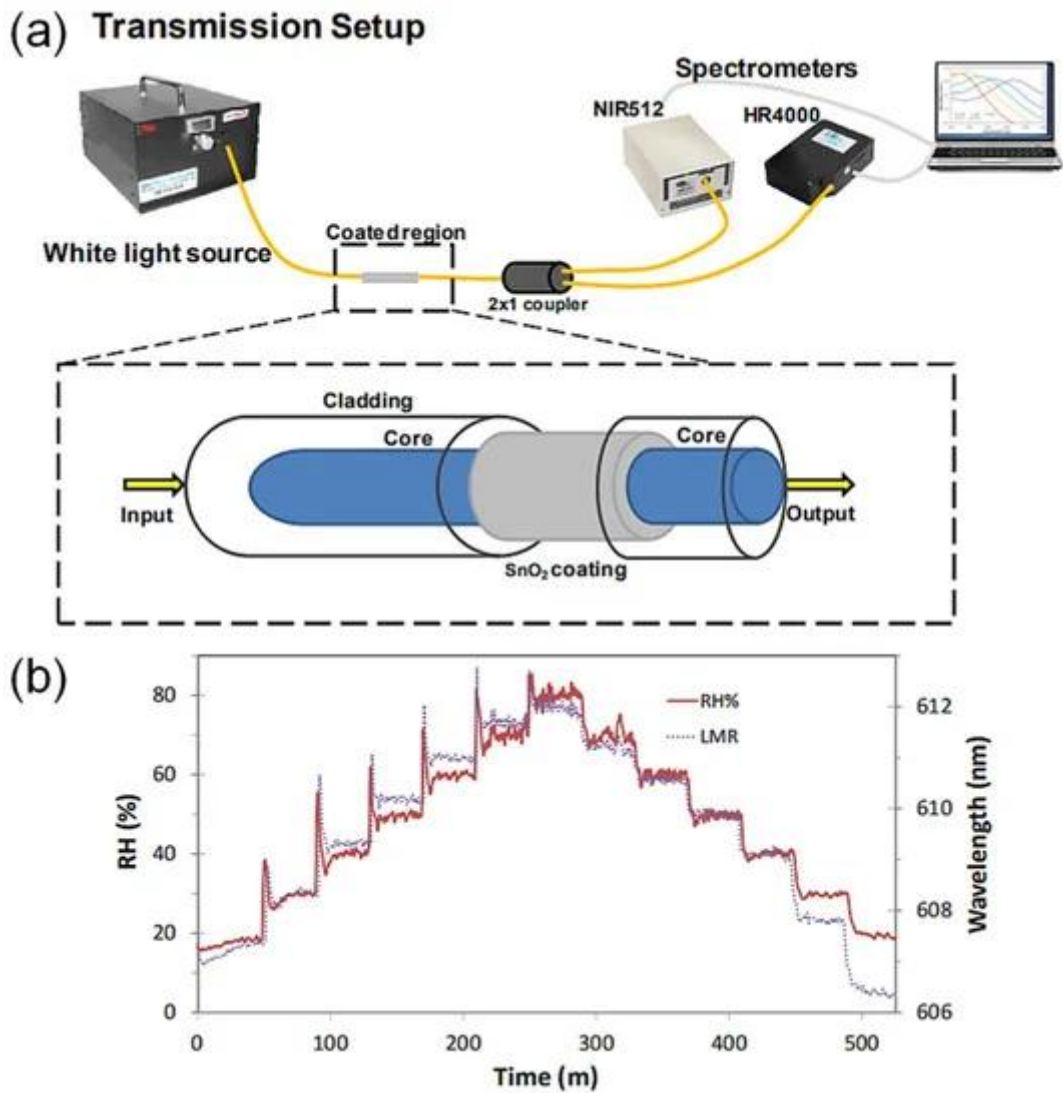 (a) Transmission Setup
Spectrometers
NIR512
HR4000
White light source
Coated region
2x1 coupler
Cladding
Core
Core
Input
Output
SnO₂ coating
(b)
RH%
LMR
80
60
40
20
0
RH (%)
612
610
608
606
Wavelength (nm)
0
100
200
300
400
500
Time (m)